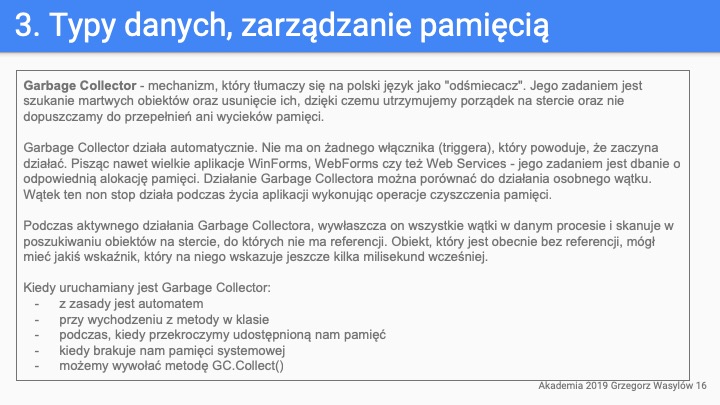 3. Typy danych, zarządzanie pamięcią
Garbage Collector - mechanizm, który tłumaczy się na polski język jako "odśmiecacz". Jego zadaniem jest
szukanie martwych obiektów oraz usunięcie ich, dzięki czemu utrzymujemy porządek na stercie oraz nie
dopuszczamy do przepełnień ani wycieków pamięci.
Garbage Collector działa automatycznie. Nie ma on żadnego włącznika (triggera), który powoduje, że zaczyna
działać. Pisząc nawet wielkie aplikacje WinForms, WebForms czy też Web Services - jego zadaniem jest dbanie o
odpowiednią alokację pamięci. Działanie Garbage Collectora można porównać do działania osobnego wątku.
Wątek ten non stop działa podczas życia aplikacji wykonując operacje czyszczenia pamięci.
Podczas aktywnego działania Garbage Collectora, wywłaszcza on wszystkie wątki w danym procesie i skanuje w
poszukiwaniu obiektów na stercie, do których nie ma referencji. Obiekt, który jest obecnie bez referencji, mógł
mieć jakiś wskaźnik, który na niego wskazuje jeszcze kilka milisekund wcześniej.
Kiedy uruchamiany jest Garbage Collector:
- z zasady jest automatem
- przy wychodzeniu z metody w klasie
- podczas, kiedy przekroczymy udostępnioną nam pamięć
- kiedy brakuje nam pamięci systemowej
- możemy wywołać metodę GC.Collect()
Akademia 2019 Grzegorz Wasylów 16